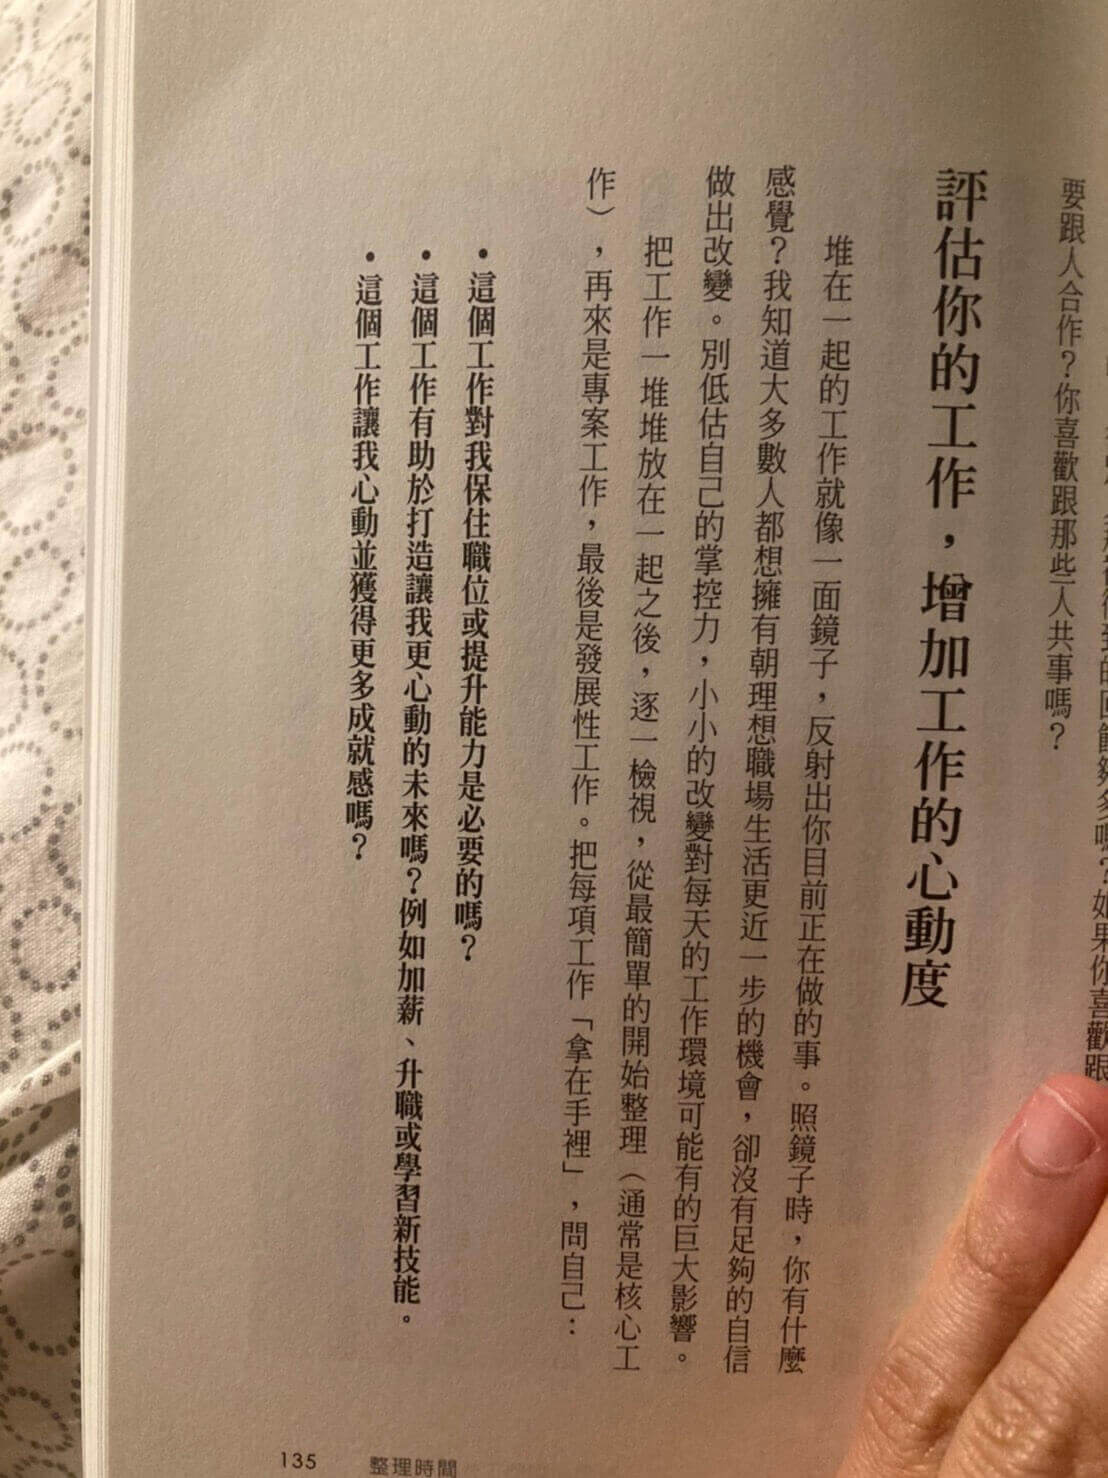 的回饋夠多嗎？如果你喜歡跟
要跟人合作？你喜歡跟那些人共事嗎？
評估你的工作，增加工作的心動度
堆在一起的工作就像一面鏡子，反射出你目前正在做的事。照鏡子時，你有什麼
感覺？我知道大多數人都想擁有朝理想職場生活更近一步的機會，卻沒有足夠的自信
做出改變。別低估自己的掌控力，小小的改變對每天的工作環境可能有的巨大影響。
把工作一堆堆放在一起之後，逐一檢視，從最簡單的開始整理（通常是核心工
作），再來是專案工作，最後是發展性工作。把每項工作「拿在手裡」，問自己：
•這個工作對我保住職位或提升能力是必要的嗎？
•這個工作有助於打造讓我更心動的未來嗎？例如加薪、升職或學習新技能。
•這個工作讓我心動並獲得更多成就感嗎？
135 整理時間